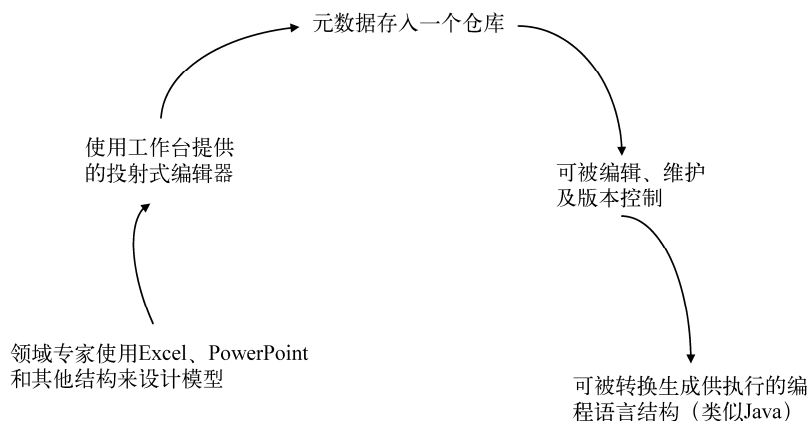 元数据存入一个仓库
使用工作台提供
的投射式编辑器
可被编辑、维护
及版本控制
领域专家使用Excel、PowerPoint
和其他结构来设计模型
可被转换生成供执行的编
程语言结构（类似Java）